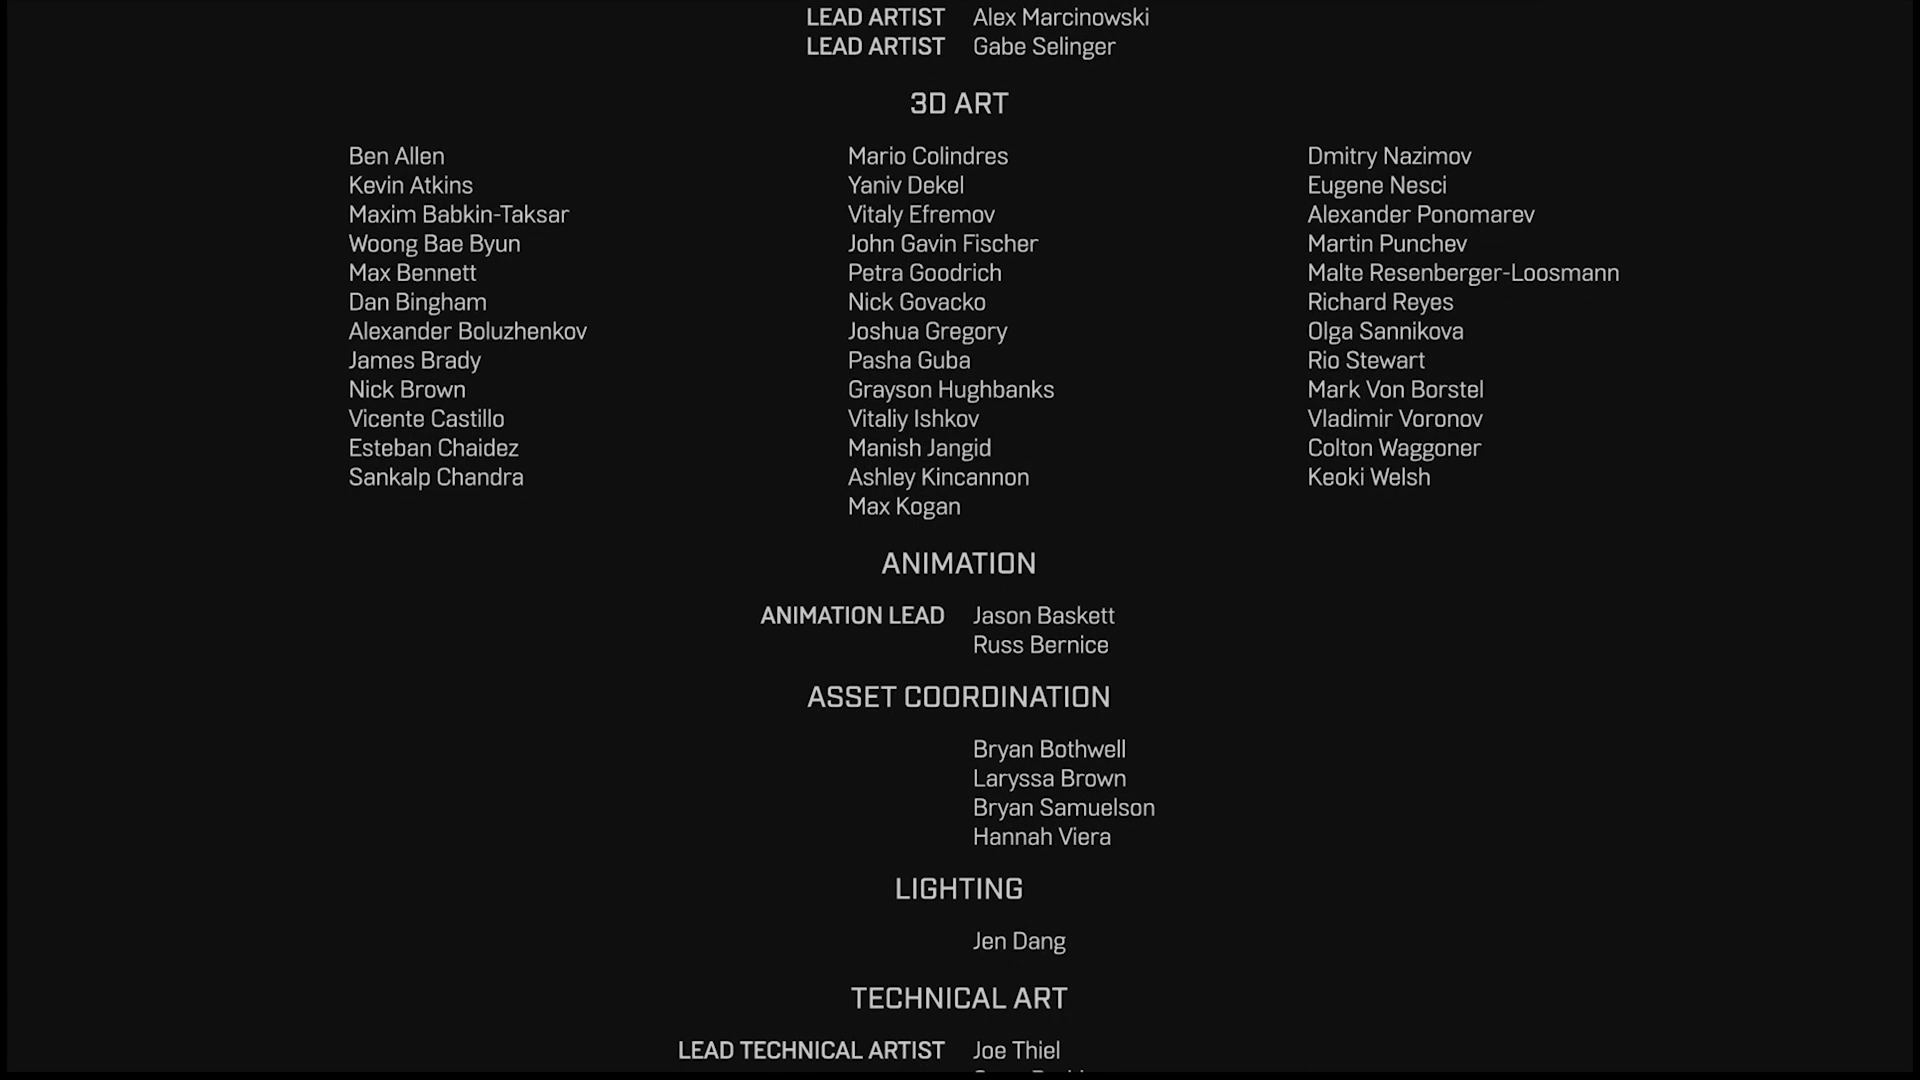 LEAD ARTIST Alex Marcinowski
LEAD ARTIST Gabe Selinger
3D ART
Ben Allen
Kevin Atkins
Maxim Babkin-Taksar
Woong Bae Byun
Max Bennett
Dan Bingham
Alexander Boluzhenkov
James Brady
Nick Brown
Vicente Castillo
Esteban Chaidez
Sankalp Chandra
Mario Colindres
Yaniv Dekel
Vitaly Efremov
John Gavin Fischer
Petra Goodrich
Nick Govacko
Joshua Gregory
Pasha Guba
Grayson Hughbanks
Vitaliy Ishkov
Manish Jangid
Ashley Kincannon
Max Kogan
Dmitry Nazimov
Eugene Nesci
Alexander Ponomarev
Martin Punchev
Malte Resenberger-Loosmann
Richard Reyes
Olga Sannikova
Rio Stewart
Mark Von Borstel
Vladimir Voronov
Colton Waggoner
Keoki Welsh
ANIMATION
ANIMATION LEAD Jason Baskett
Russ Bernice
ASSET COORDINATION
Bryan Bothwell
Laryssa Brown
Bryan Samuelson
Hannah Viera
LIGHTING
Jen Dang
TECHNICAL ART
LEAD TECHNICAL ARTIST Joe Thiel